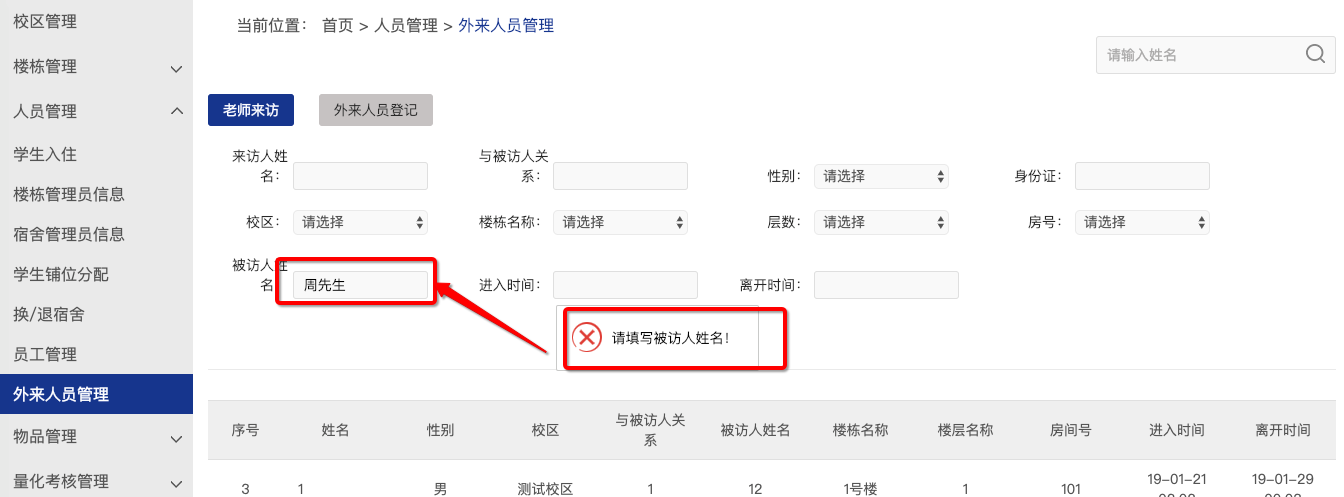 校区管理
楼栋管理
人员管理
学生入住
楼栋管理员信息
宿舍管理员信息
学生铺位分配
换/退宿舍
员工管理
外来人员管理
物品管理
量化考核管理
当前位置： 首页 > 人员管理 > 外来人员管理
请输入姓名
老师来访 外来人员登记
来访人姓名： 与被访人关系： 性别： 请选择 身份证：
校区： 请选择 楼栋名称： 请选择 层数： 请选择 房号： 请选择
被访人姓名 周先生 进入时间： 离开时间：
请填写被访人姓名！
序号 姓名 性别 校区 与被访人关系 被访人姓名 楼栋名称 楼层名称 房间号 进入时间 离开时间
3 1 男 测试校区 1 12 1号楼 1 101 19-01-21 19-01-29